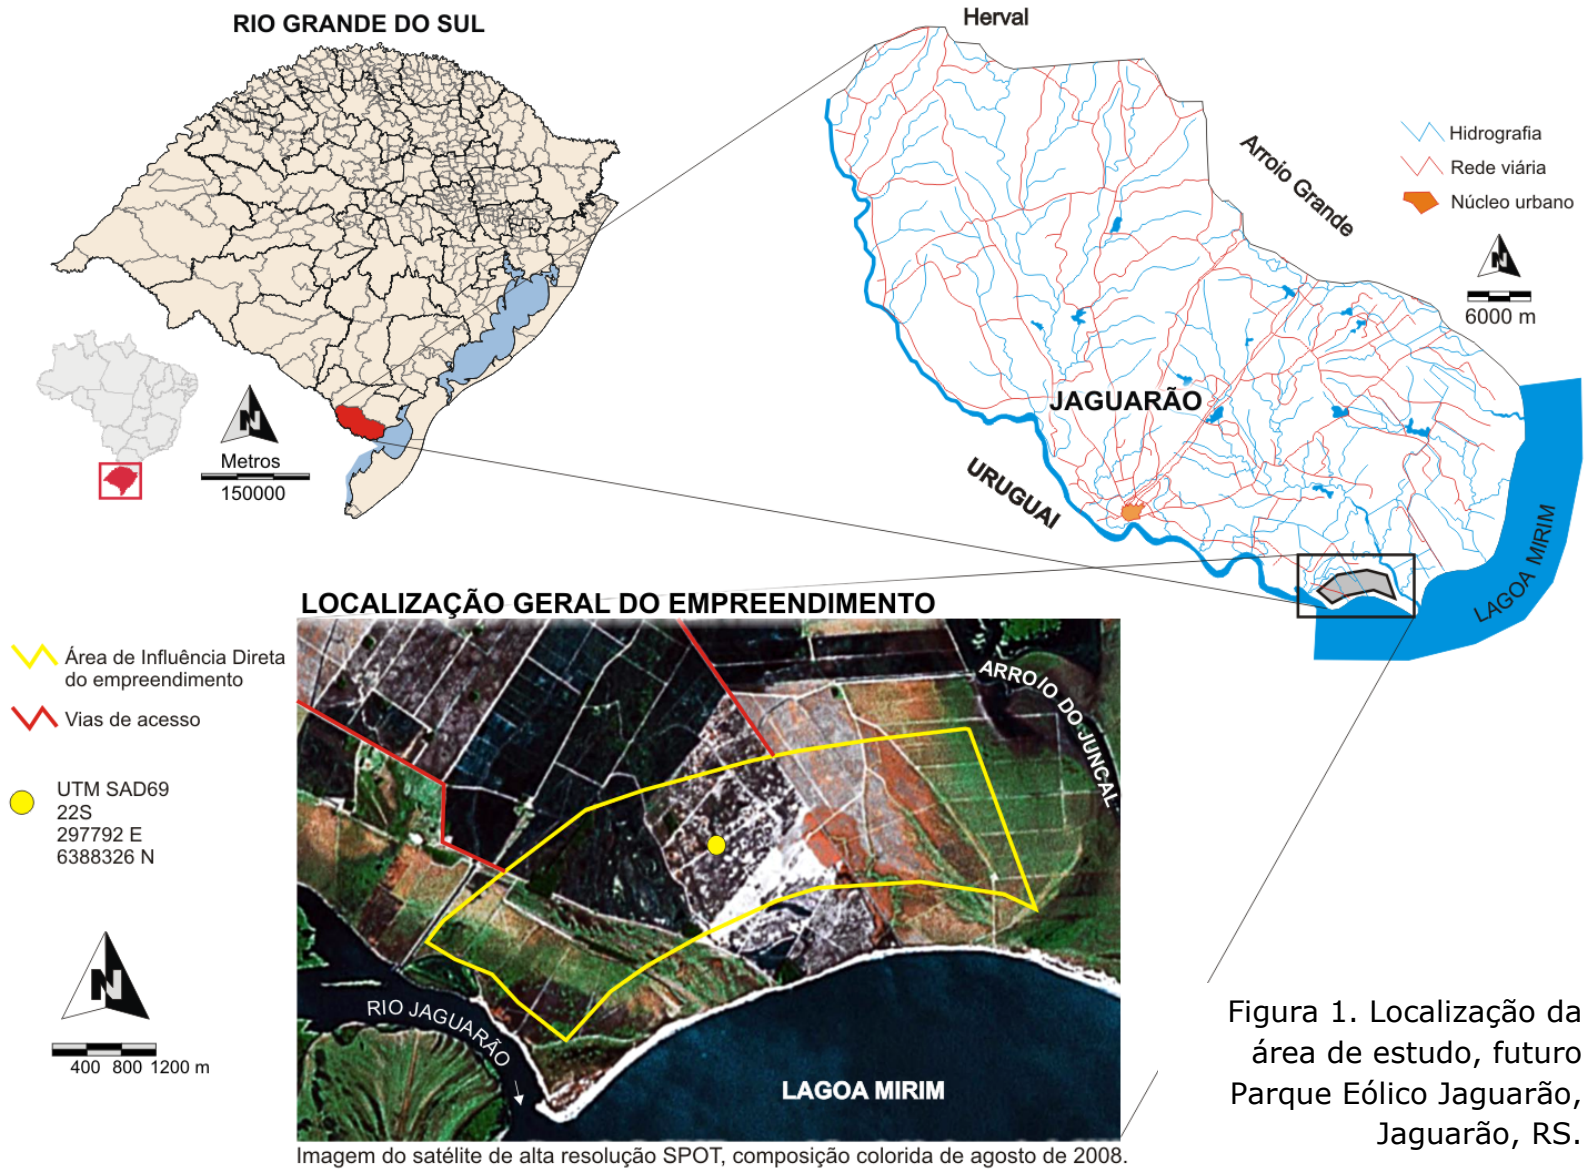 RIO GRANDE DO SUL
Herval
Arroio Grande
Hidrografia
Rede viária
Núcleo urbano
N
6000 m
JAGUARÃO
URUGUAI
LAGOA MIRIM
N
Metros
150000
LOCALIZAÇÃO GERAL DO EMPREENDIMENTO
Área de Influência Direta
do empreendimento
Vias de acesso
UTM SAD69
22S
297792 E
6388326 N
N
400 800 1200 m
ARROIO DO JUNCAL
RIO JAGUARÃO
LAGOA MIRIM
Imagem do satélite de alta resolução SPOT, composição colorida de agosto de 2008.
Figura 1. Localização da
área de estudo, futuro
Parque Eólico Jaguarão,
Jaguarão, RS.